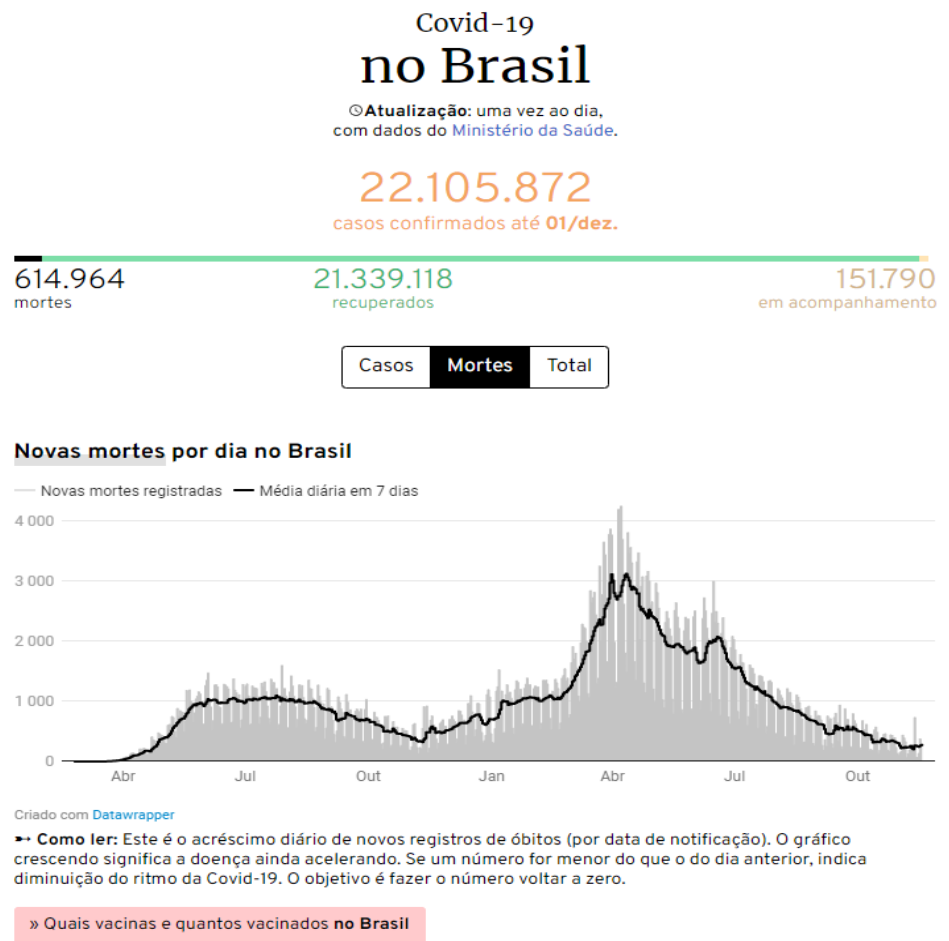 Covid-19
no Brasil
Atualização: uma vez ao dia,
com dados do Ministério da Saúde.
22.105.872
casos confirmados até 01/dez.
614.964 21.339.118 151.790
mortes recuperados em acompanhamento
Casos Mortes Total
Novas mortes por dia no Brasil
Novas mortes registradas Média diária em 7 dias
4 000
3 000
2 000
1 000
0
Abr Jul Out Jan Abr Jul Out
Criado com Datawrapper
➵ Como ler: Este é o acréscimo diário de novos registros de óbitos (por data de notificação). O gráfico
crescendo significa a doença ainda acelerando. Se um número for menor do que o do dia anterior, indica
diminuição do ritmo da Covid-19. O objetivo é fazer o número voltar a zero.
» Quais vacinas e quantos vacinados no Brasil